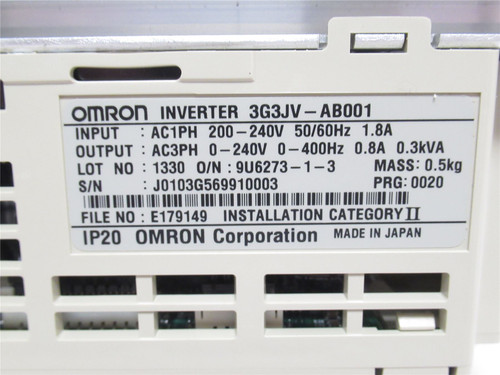 OMRON INVERTER 3G3JV-AB001
INPUT : AC1PH 200-240V 50/60Hz 1.8A
OUTPUT : AC3PH 0-240V 0-400Hz 0.8A 0.3kVA
LOT NO : 1330 O/N : 9U6273-1-3 MASS: 0.5kg
S/N : J0103G569910003 PRG: 0020
FILE NO : E179149 INSTALLATION CATEGORY II
IP20 OMRON Corporation MADE IN JAPAN